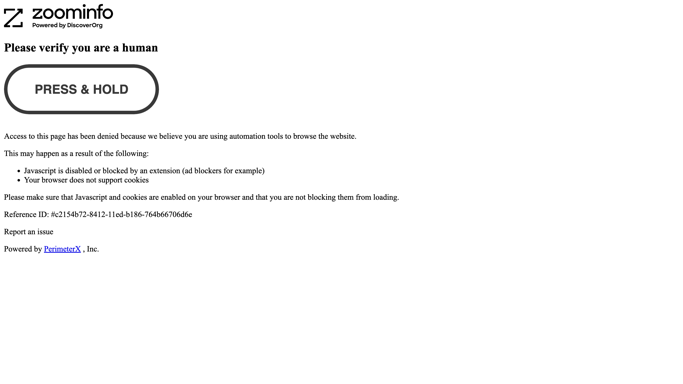 zoominfo
Powered by DiscoverOrg
Please verify you are a human
PRESS & HOLD
Access to this page has been denied because we believe you are using automation tools to browse the website.
This may happen as a result of the following:
Javascript is disabled or blocked by an extension (ad blockers for example)
Your browser does not support cookies
Please make sure that Javascript and cookies are enabled on your browser and that you are not blocking them from loading.
Reference ID: #c2154b72-8412-11ed-b186-764b66706d6e
Report an issue
Powered by PerimeterX , Inc.